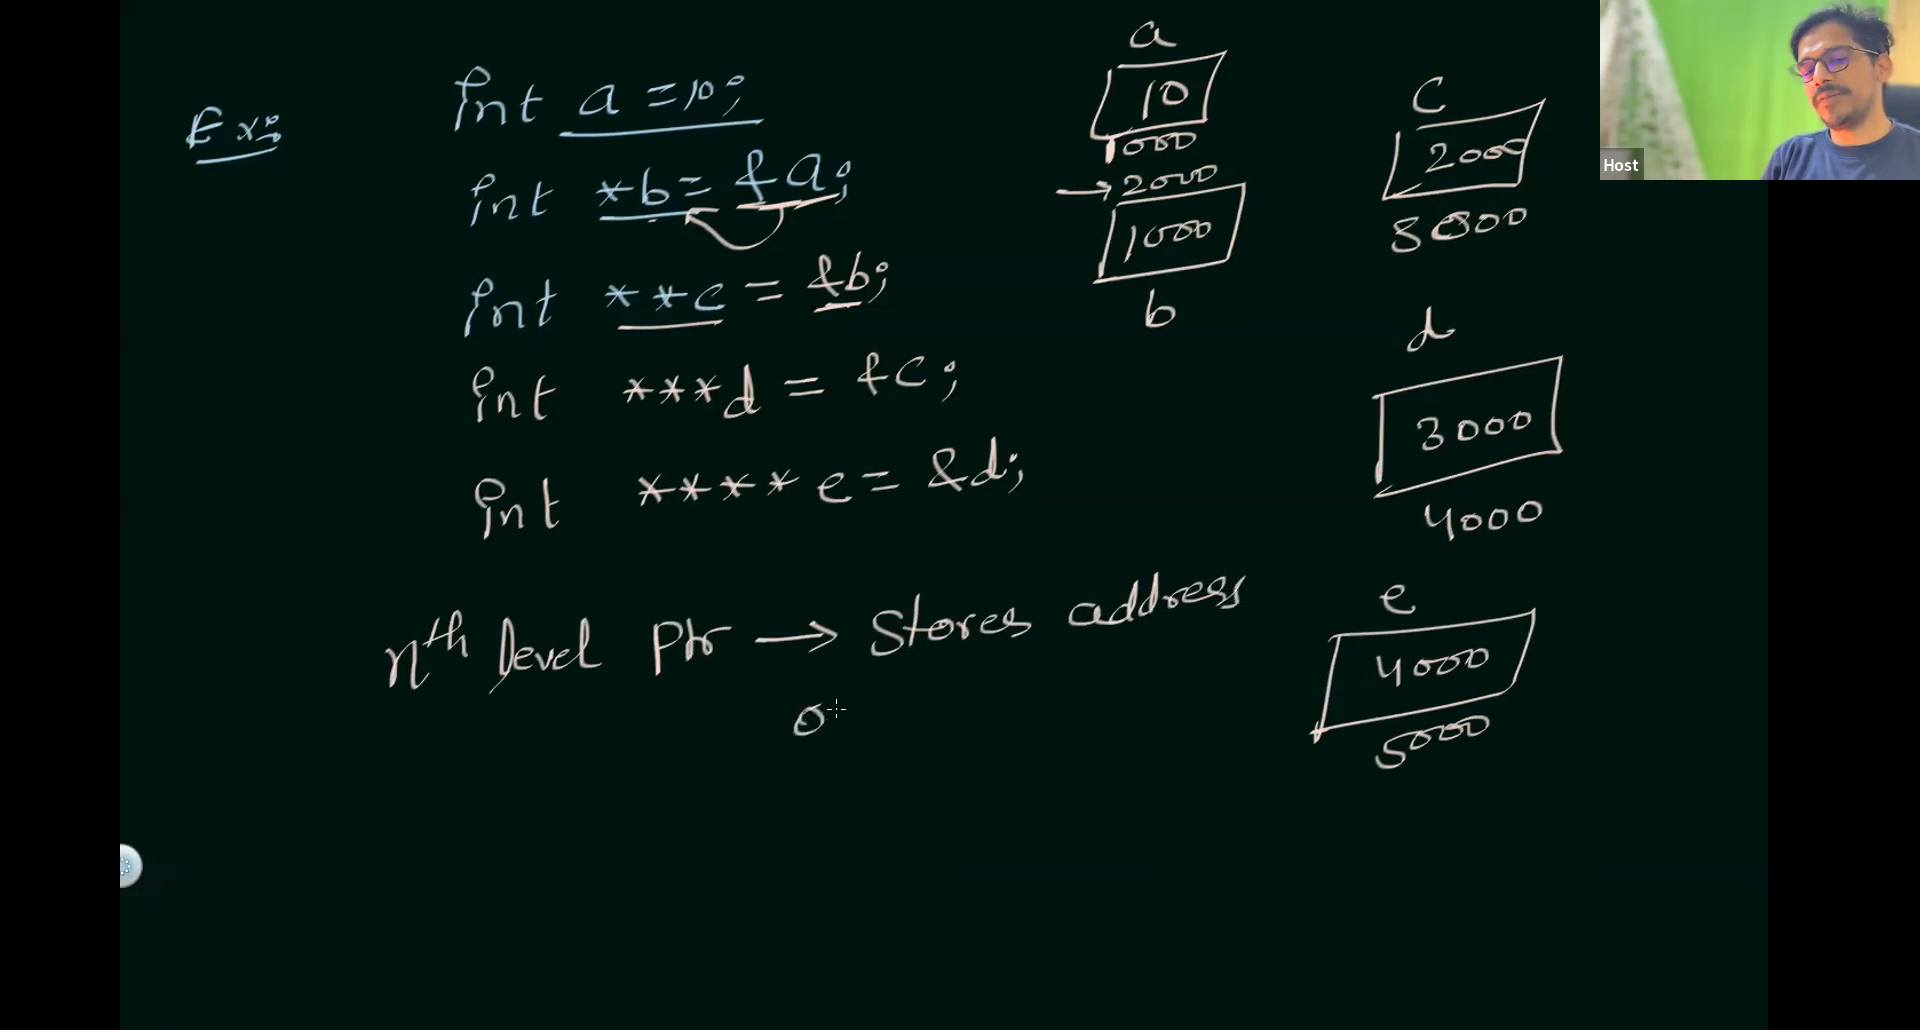 Ex:
int a = 10;
int *b = &a;
int **c = &b;
int ***d = &c;
int ****e = &d;
nth level Ptr → Stores address
o
a
10
1000
→ 2000
1000
b
c
2000
3000
d
3000
4000
e
4000
5000
Host